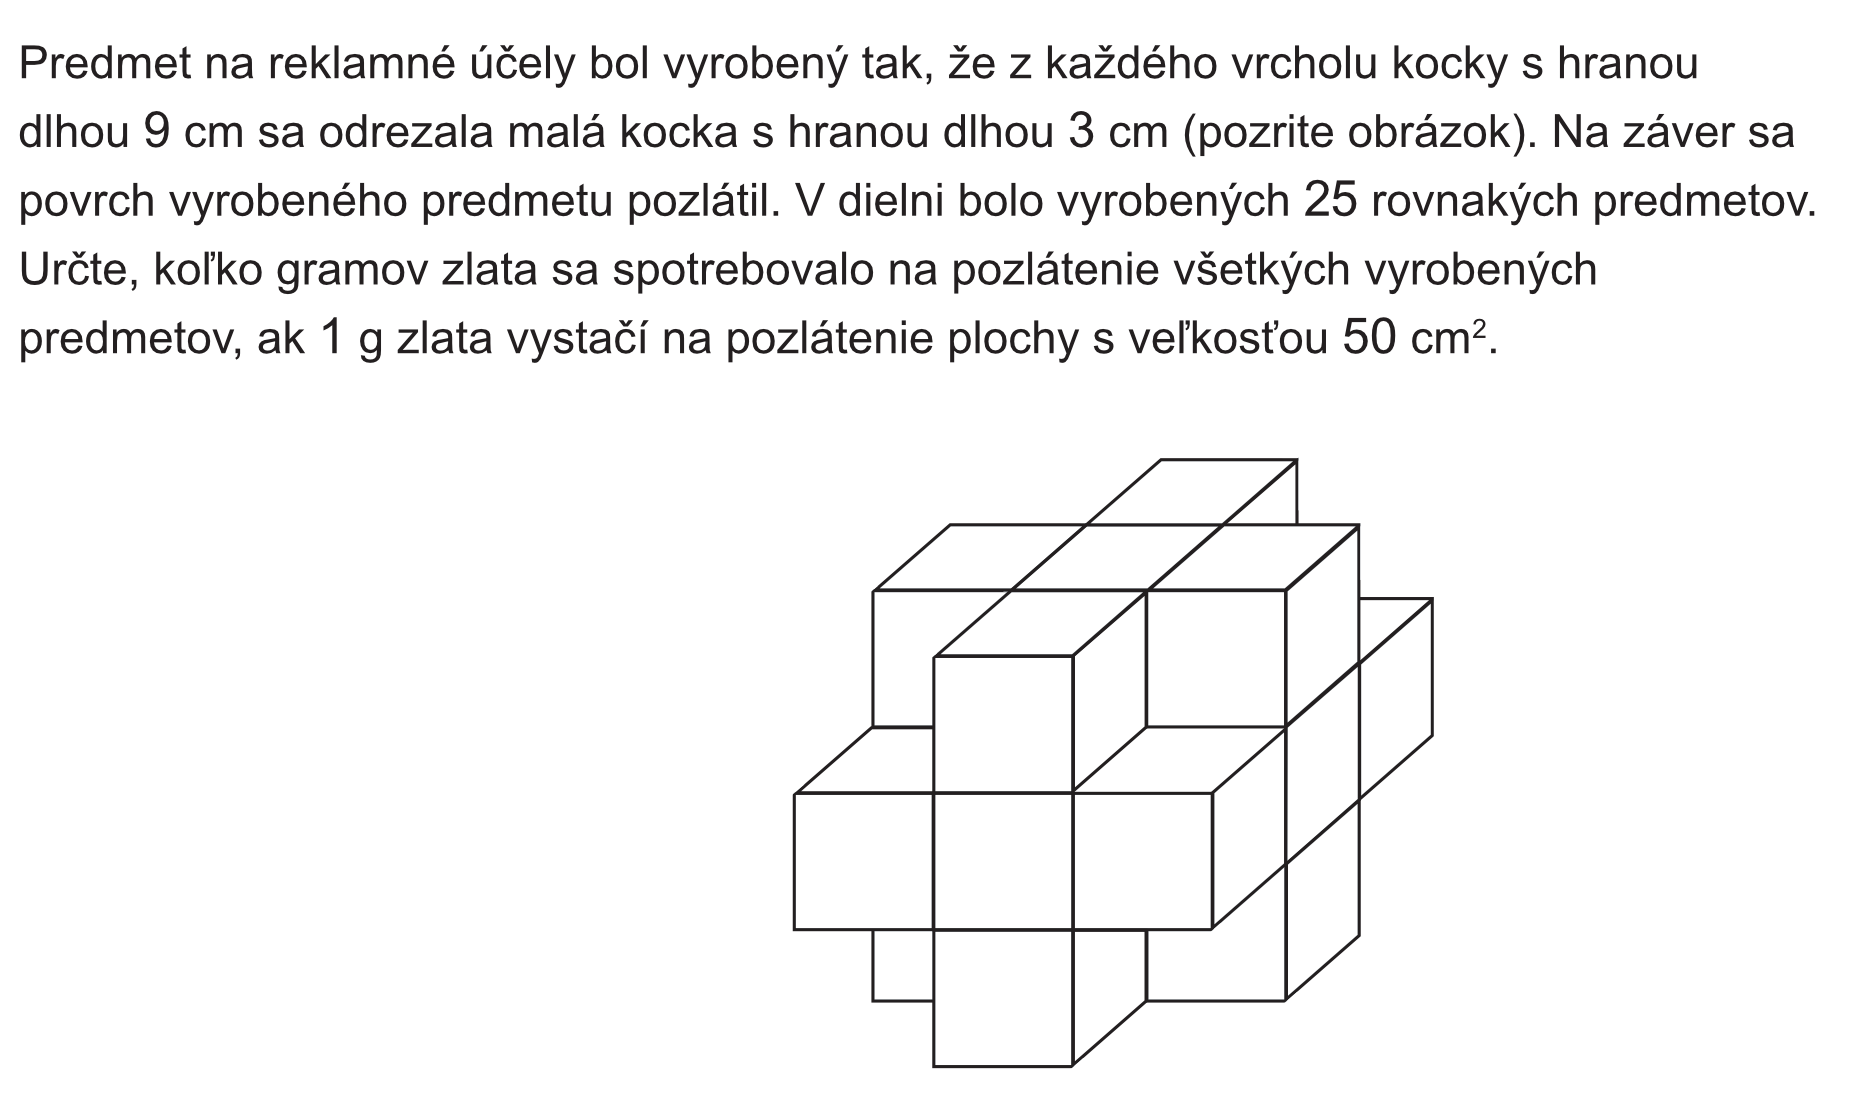 Predmet na reklamné účely bol vyrobený tak, že z každého vrcholu kocky s hranou
dlhou 9 cm sa odrezala malá kocka s hranou dlhou 3 cm (pozrite obrázok). Na záver sa
povrch vyrobeného predmetu pozlátil. V dielni bolo vyrobených 25 rovnakých predmetov.
Určte, koľko gramov zlata sa spotrebovalo na pozlátenie všetkých vyrobených
predmetov, ak 1 g zlata vystačí na pozlátenie plochy s veľkosťou 50 cm².